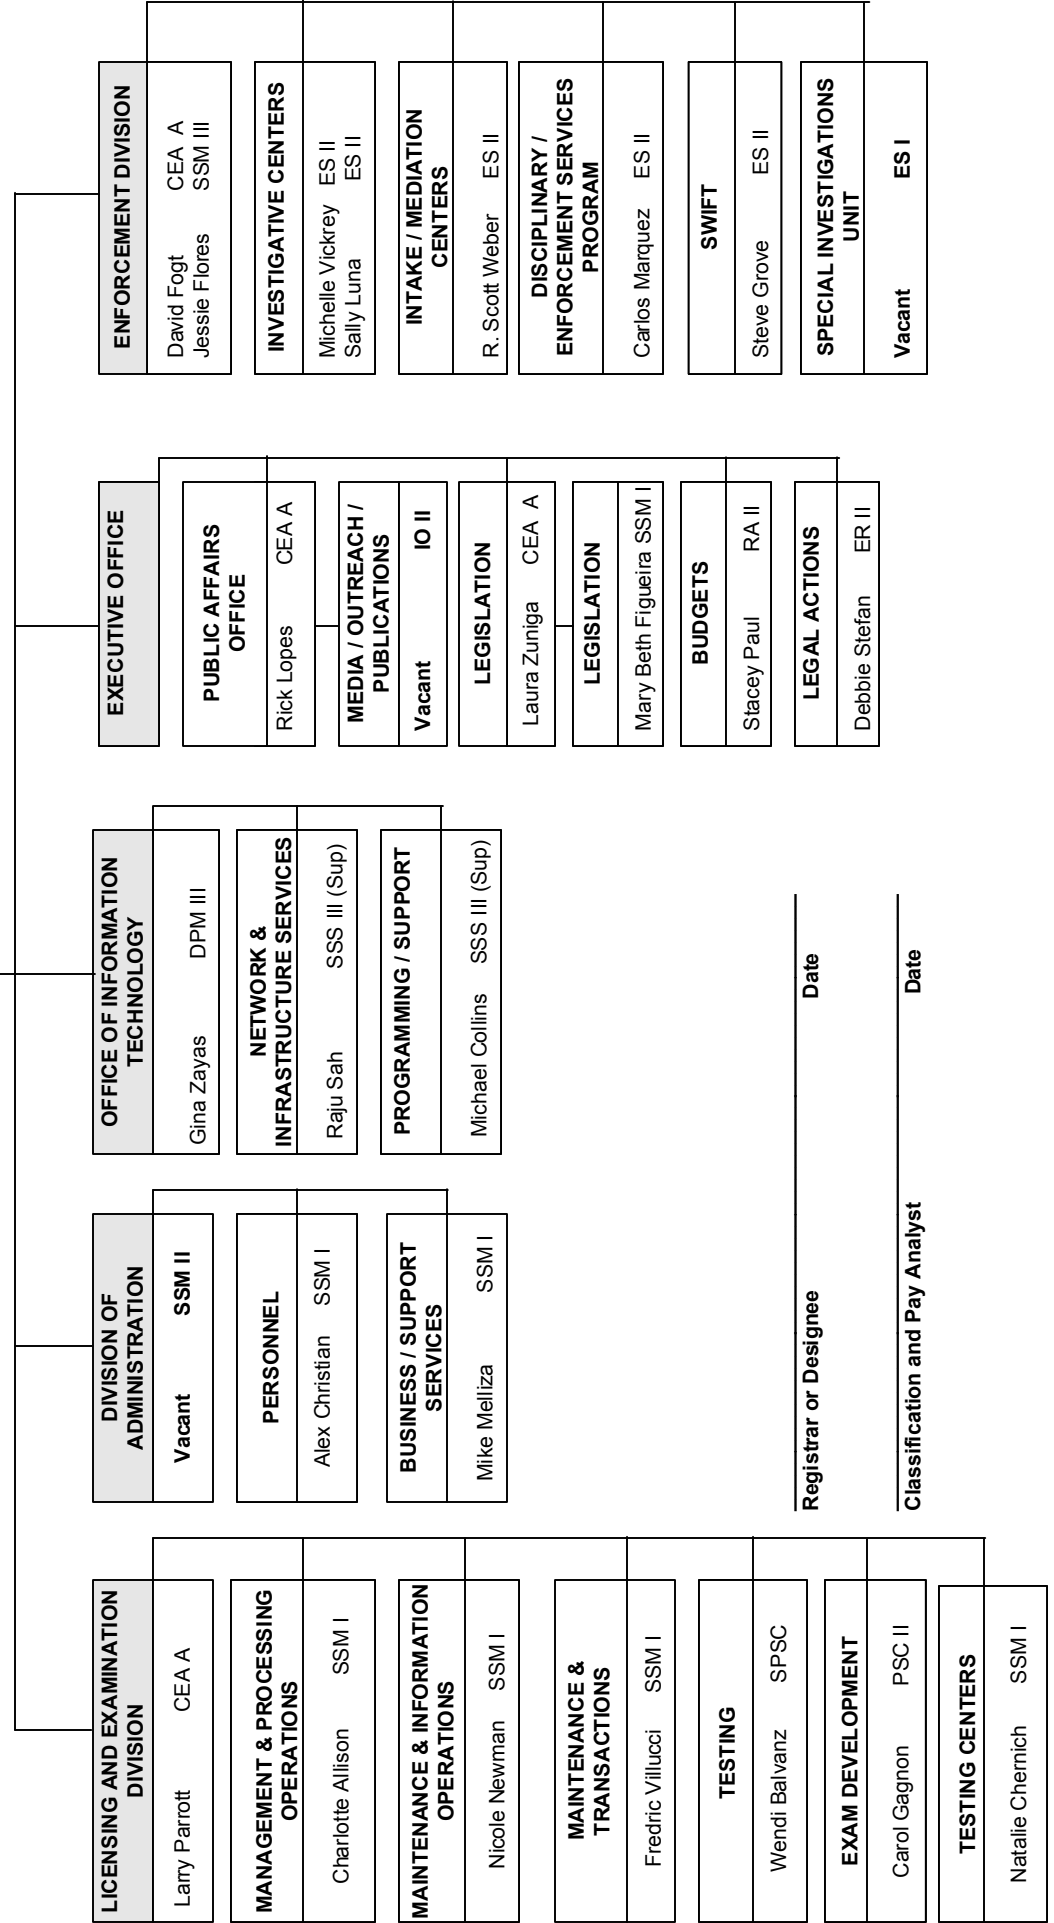 LICENSING AND EXAMINATION
DIVISION
Larry Parrott CEA A
MANAGEMENT & PROCESSING
OPERATIONS
Charlotte Allison SSM I
MAINTENANCE & INFORMATION
OPERATIONS
Nicole Newman SSM I
MAINTENANCE &
TRANSACTIONS
Fredric Villucci SSM I
TESTING
Wendi Balvanz SPSC
EXAM DEVELOPMENT
Carol Gagnon PSC II
TESTING CENTERS
Natalie Chernich SSM I
DIVISION OF
ADMINISTRATION
Vacant SSM II
PERSONNEL
Alex Christian SSM I
BUSINESS / SUPPORT
SERVICES
Mike Melliza SSM I
OFFICE OF INFORMATION
TECHNOLOGY
Gina Zayas DPM III
NETWORK &
INFRASTRUCTURE SERVICES
Raju Sah SSS III (Sup)
PROGRAMMING / SUPPORT
Michael Collins SSS III (Sup)
EXECUTIVE OFFICE
PUBLIC AFFAIRS
OFFICE
Rick Lopes CEA A
MEDIA / OUTREACH /
PUBLICATIONS
Vacant IO II
LEGISLATION
Laura Zuniga CEA A
LEGISLATION
Mary Beth Figueira SSM I
BUDGETS
Stacey Paul RA II
LEGAL ACTIONS
Debbie Stefan ER II
ENFORCEMENT DIVISION
David Fogt CEA A
Jessie Flores SSM III
INVESTIGATIVE CENTERS
Michelle Vickrey ES II
Sally Luna ES II
INTAKE / MEDIATION
CENTERS
R. Scott Weber ES II
DISCIPLINARY /
ENFORCEMENT SERVICES
PROGRAM
Carlos Marquez ES II
SWIFT
Steve Grove ES II
SPECIAL INVESTIGATIONS
UNIT
Vacant ES I
Registrar or Designee Date
Classification and Pay Analyst Date